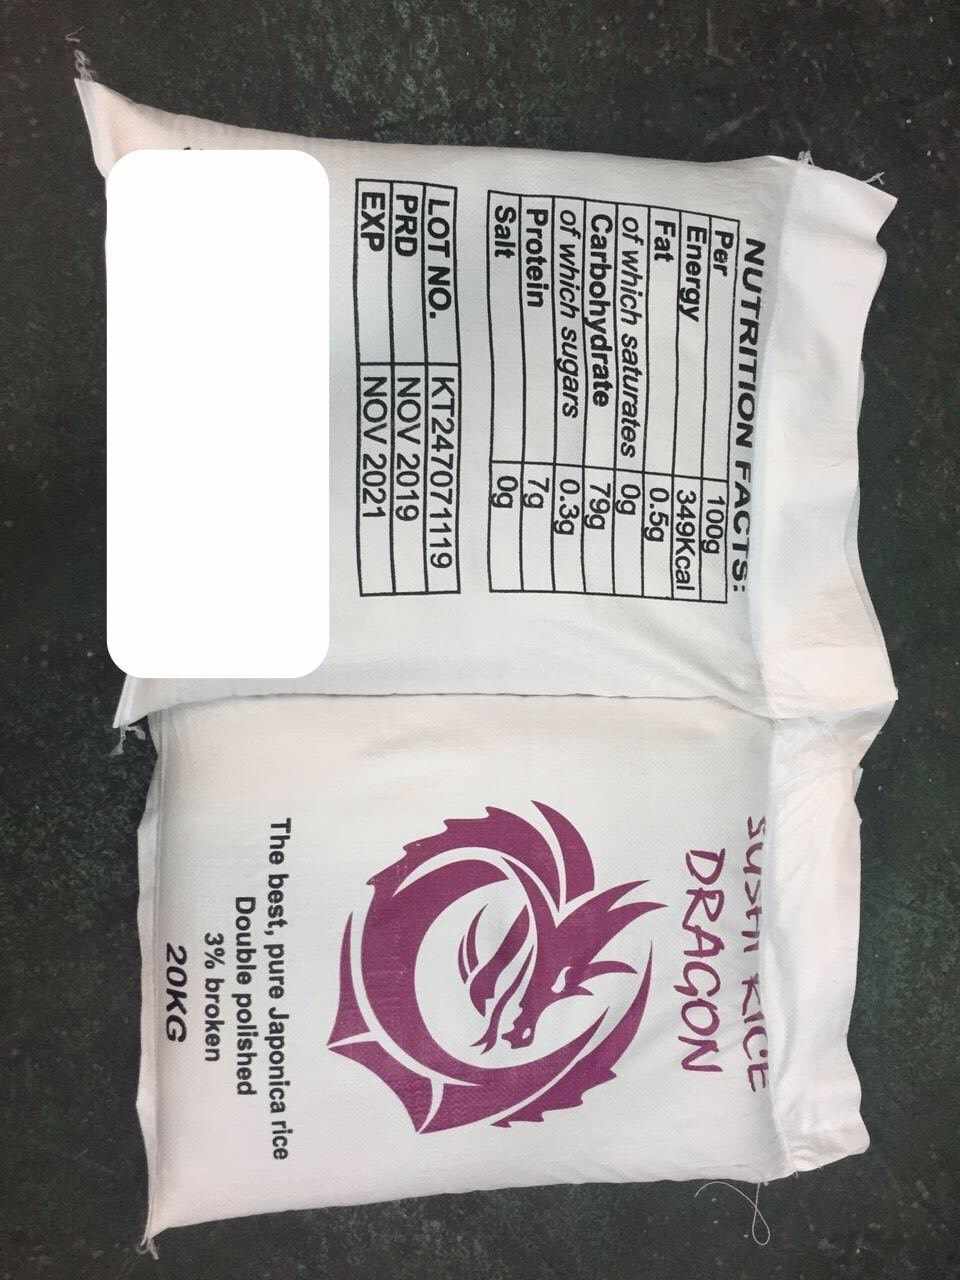 NUTRITION FACTS:
Per 100g
Energy 349Kcal
Fat 0.5g
of which saturates 0g
Carbohydrate 79g
of which sugars 0.3g
Protein 7g
Salt 0g
LOT NO. KT247071119
PRD NOV 2019
EXP NOV 2021
SUSHI RICE
DRAGON
The best, pure Japonica rice
Double polished
3% broken
20KG